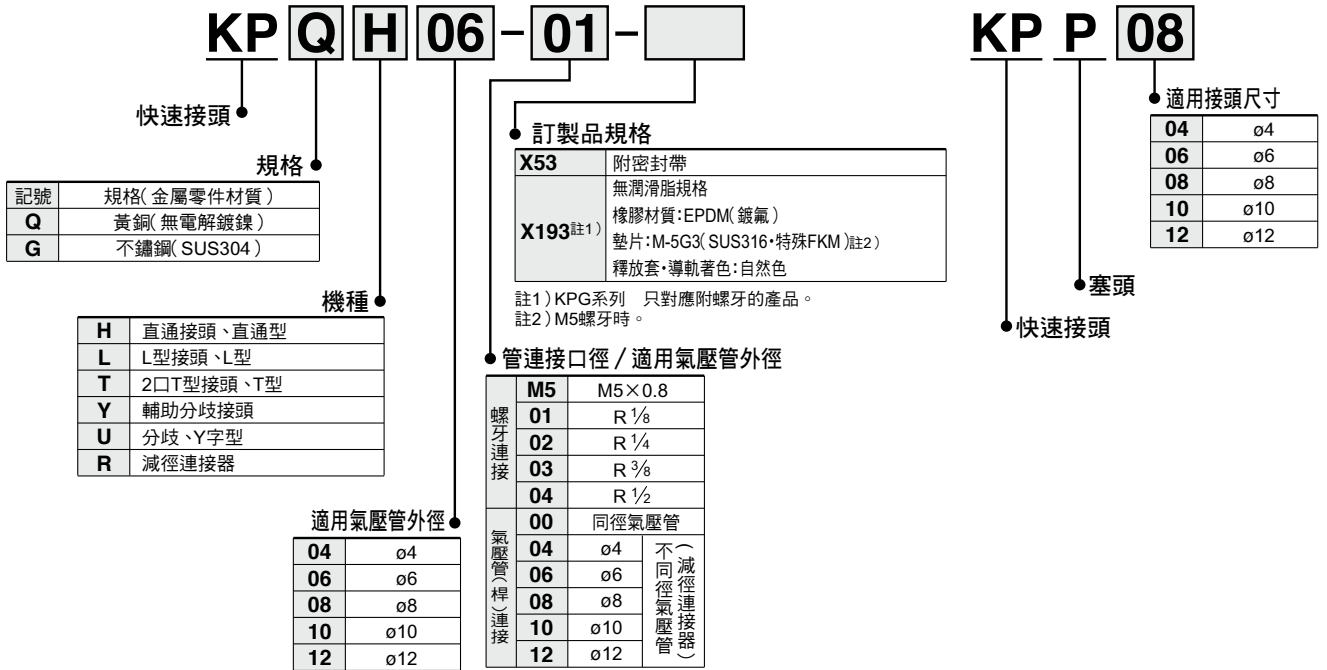 KP Q H 06 - 01 -
快速接頭
規格
記號 規格(金屬零件材質)
Q 黃銅(無電解鍍鎳)
G 不鏽鋼(SUS304)
機種
H 直通接頭、直通型
L L型接頭、L型
T 2口T型接頭、T型
Y 輔助分歧接頭
U 分歧、Y字型
R 減徑連接器
適用氣壓管外徑
04 ø4
06 ø6
08 ø8
10 ø10
12 ø12
訂製品規格
X53 附密封帶
X193註1)
無潤滑脂規格
橡膠材質:EPDM(鍍氟)
墊片:M-5G3(SUS316・特殊FKM)註2)
釋放套・導軌著色:自然色
註1)KPG系列 只對應附螺牙的產品。
註2)M5螺牙時。
管連接口徑/適用氣壓管外徑
螺牙連接
M5 M5×0.8
01 R 1/8
02 R 1/4
03 R 3/8
04 R 1/2
氣壓管(桿)連接
00 同徑氣壓管
04 ø4
06 ø6
08 ø8
10 ø10
12 ø12
不同徑氣壓管
(減徑連接器)
KP P 08
適用接頭尺寸
04 ø4
06 ø6
08 ø8
10 ø10
12 ø12
塞頭
快速接頭